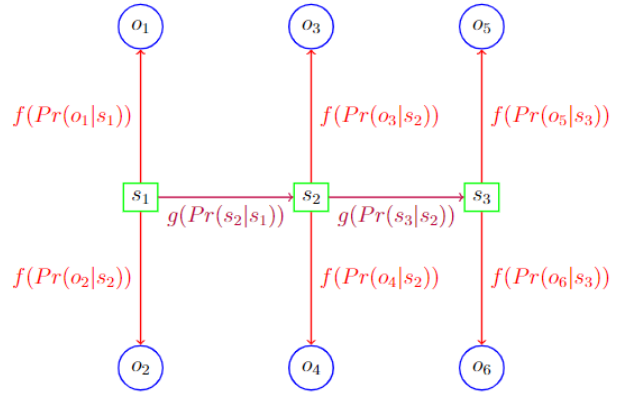 o₁ o₃ o₅
f(Pr(o₁|s₁)) f(Pr(o₃|s₂)) f(Pr(o₅|s₃))
s₁ s₂ s₃
g(Pr(s₂|s₁)) g(Pr(s₃|s₂))
f(Pr(o₂|s₂)) f(Pr(o₄|s₂)) f(Pr(o₆|s₃))
o₂ o₄ o₆